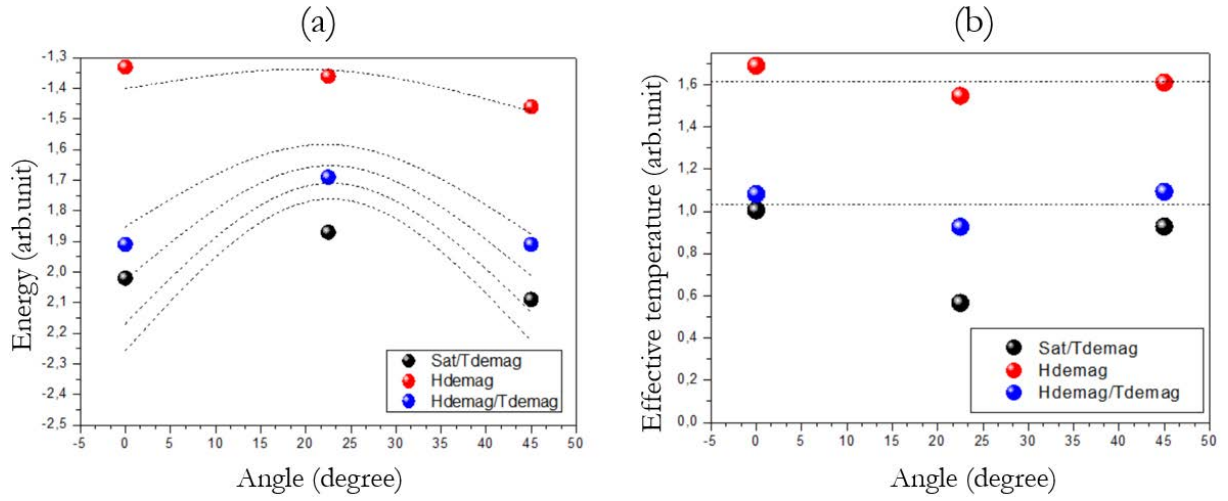 (a)
-1,3
-1,4
-1,5
1,6
1,7
1,8
1,9
2,0
2,1
2,2
-2,3
-2,4
-2,5
Energy (arb.unit)
-5 0 5 10 15 20 25 30 35 40 45 50
Angle (degree)
Sat/Tdemag
Hdemag
Hdemag/Tdemag
(b)
1,6
1,4
1,2
1,0
0,8
0,6
0,4
0,2
0,0
Effective temperature (arb.unit)
-5 0 5 10 15 20 25 30 35 40 45 50
Angle (degree)
Sat/Tdemag
Hdemag
Hdemag/Tdemag